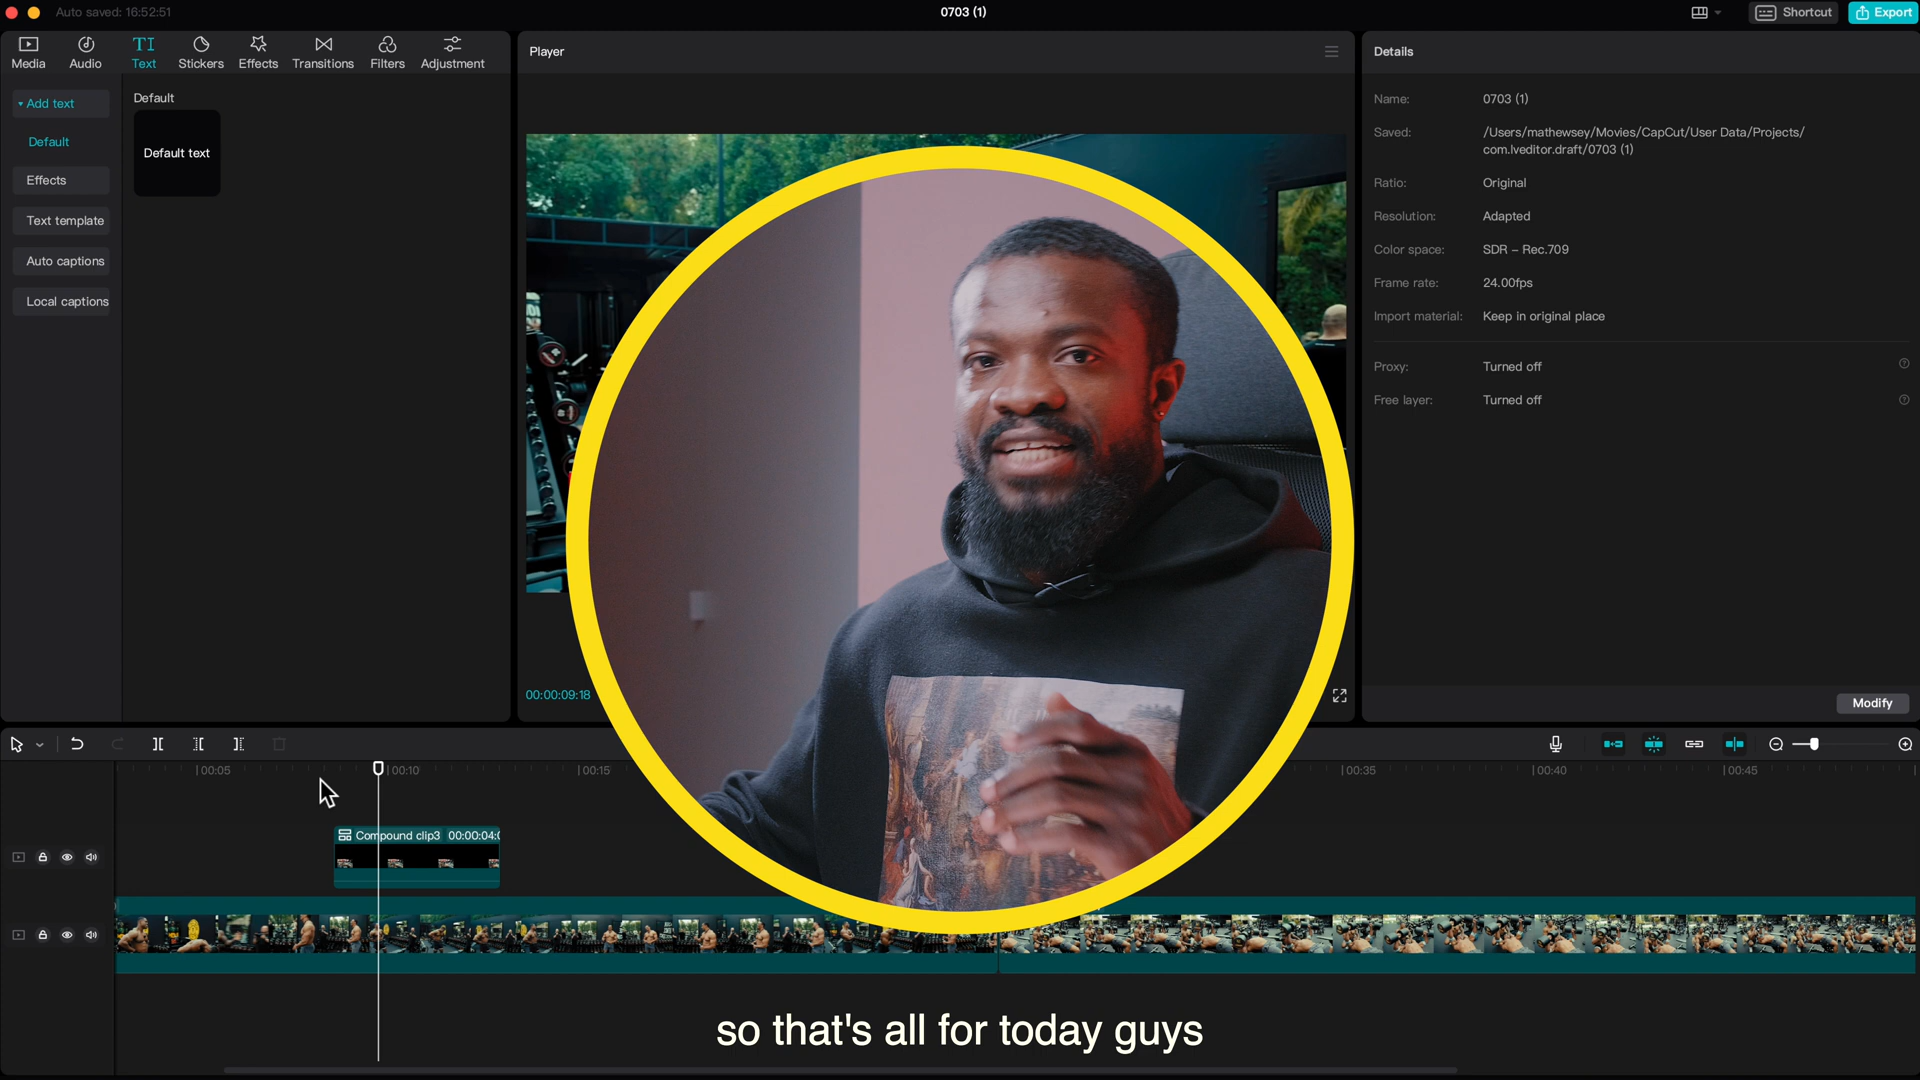 Auto saved: 16:52:51
0703 (1)
Shortcut
Export
Media
Audio
TI
Text
Stickers
Effects
Transitions
Filters
Adjustment
Add text
Default
Effects
Text template
Auto captions
Local captions
Default
Default text
Player
Details
Name: 0703 (1)
Saved: /Users/mathewsey/Movies/CapCut/User Data/Projects/
com.lveditor.draft/0703 (1)
Ratio: Original
Resolution: Adapted
Color space: SDR – Rec.709
Frame rate: 24.00fps
Import material: Keep in original place
Proxy: Turned off
Free layer: Turned off
Modify
00:00:09:18
00:05
00:10
00:15
00:35
00:40
00:45
Compound clip3 00:00:04:0
so that's all for today guys